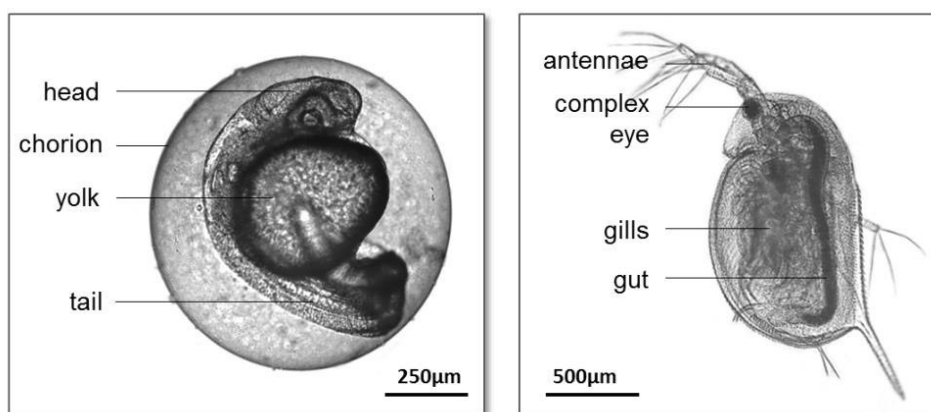 head
chorion
yolk
tail
250µm
antennae
complex
eye
gills
gut
500µm